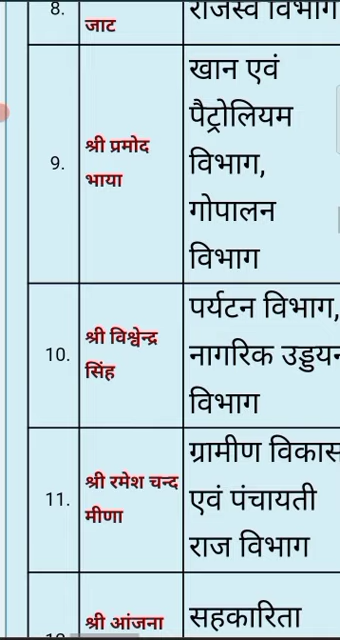 8.
जाट
राजस्व विभाग
9.
श्री प्रमोद
भाया
खान एवं
पैट्रोलियम
विभाग,
गोपालन
विभाग
10.
श्री विश्वेन्द्र
सिंह
पर्यटन विभाग,
नागरिक उड्डयन
विभाग
11.
श्री रमेश चन्द
मीणा
ग्रामीण विकास
एवं पंचायती
राज विभाग
श्री आंजना
सहकारिता